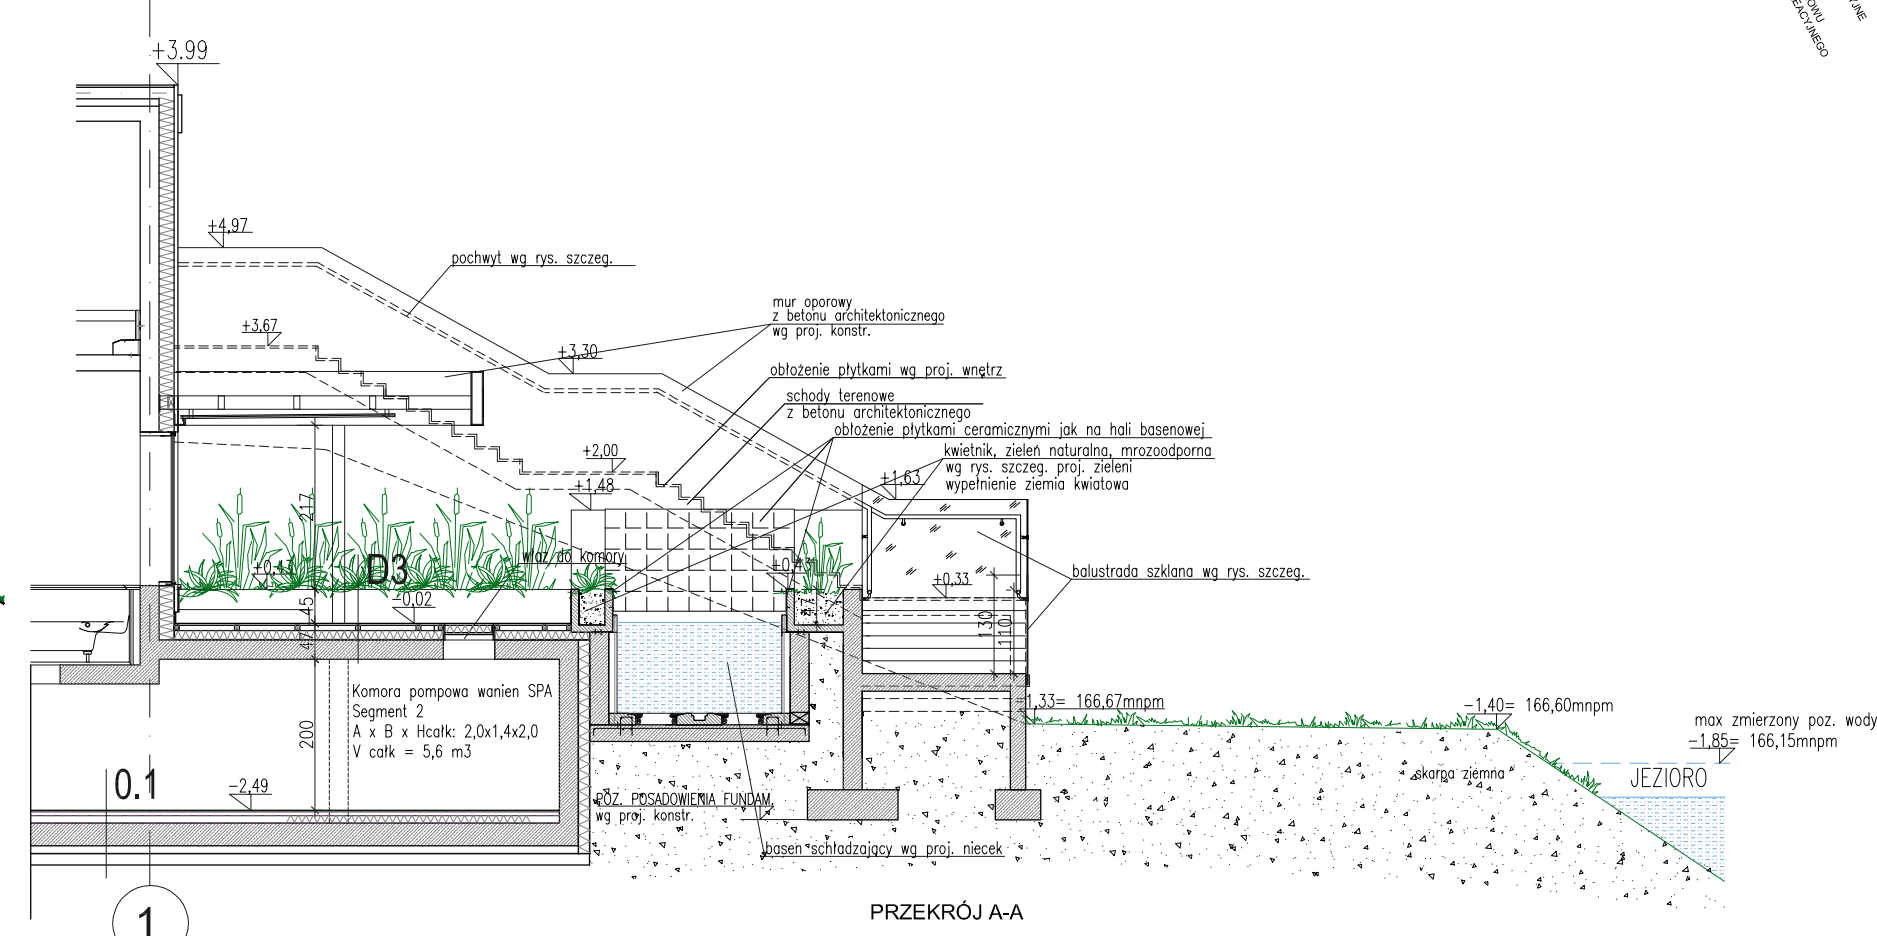 +3.99
+4,97
pochwyt wg rys. szczeg.
mur oporowy
z betonu architektonicznego
wg proj. konstr.
+3,67
+3,30
obłożenie płytkami wg proj. wnętrz
schody terenowe
z betonu architektonicznego
obłożenie płytkami ceramicznymi jak na hali basenowej
kwietnik, zieleń naturalna, mrozoodporna
wg rys. szczeg. proj. zieleni
wypełnienie ziemia kwiatowa
+2,00
+1,48
+1,63
217
właz do komory
D3
+0,43
+0,33
balustrada szklana wg rys. szczeg.
45
-0,02
47
130
110
Komora pompowa wanien SPA
Segment 2
A x B x Hcałk: 2,0x1,4x2,0
V całk = 5,6 m3
200
0.1
-2,49
1,33= 166,67mnpm
-1,40= 166,60mnpm
max zmierzony poz. wody
-1,85= 166,15mnpm
JEZIORO
skarpa ziemna
POZ. POSADOWIENIA FUNDAM.
wg proj. konstr.
basen schładzający wg proj. niecek
1
PRZEKRÓJ A-A